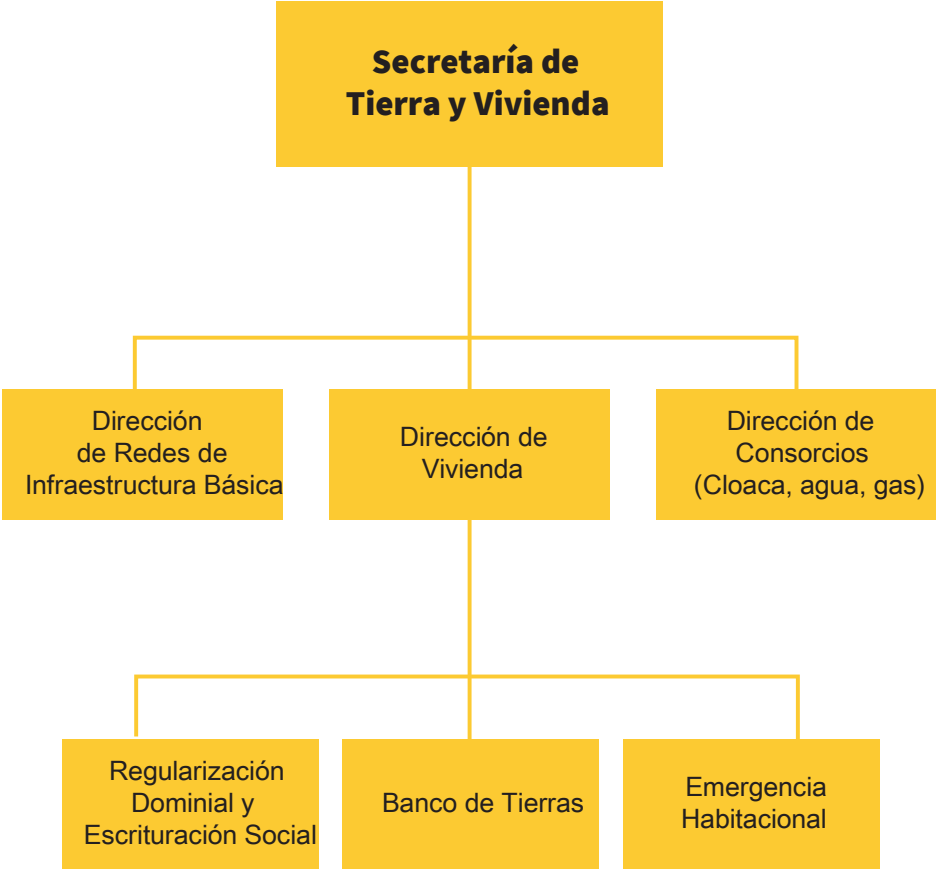 Secretaría de
Tierra y Vivienda
Dirección
de Redes de
Infraestructura Básica
Dirección de
Vivienda
Dirección de
Consorcios
(Cloaca, agua, gas)
Regularización
Dominial y
Escrituración Social
Banco de Tierras
Emergencia
Habitacional